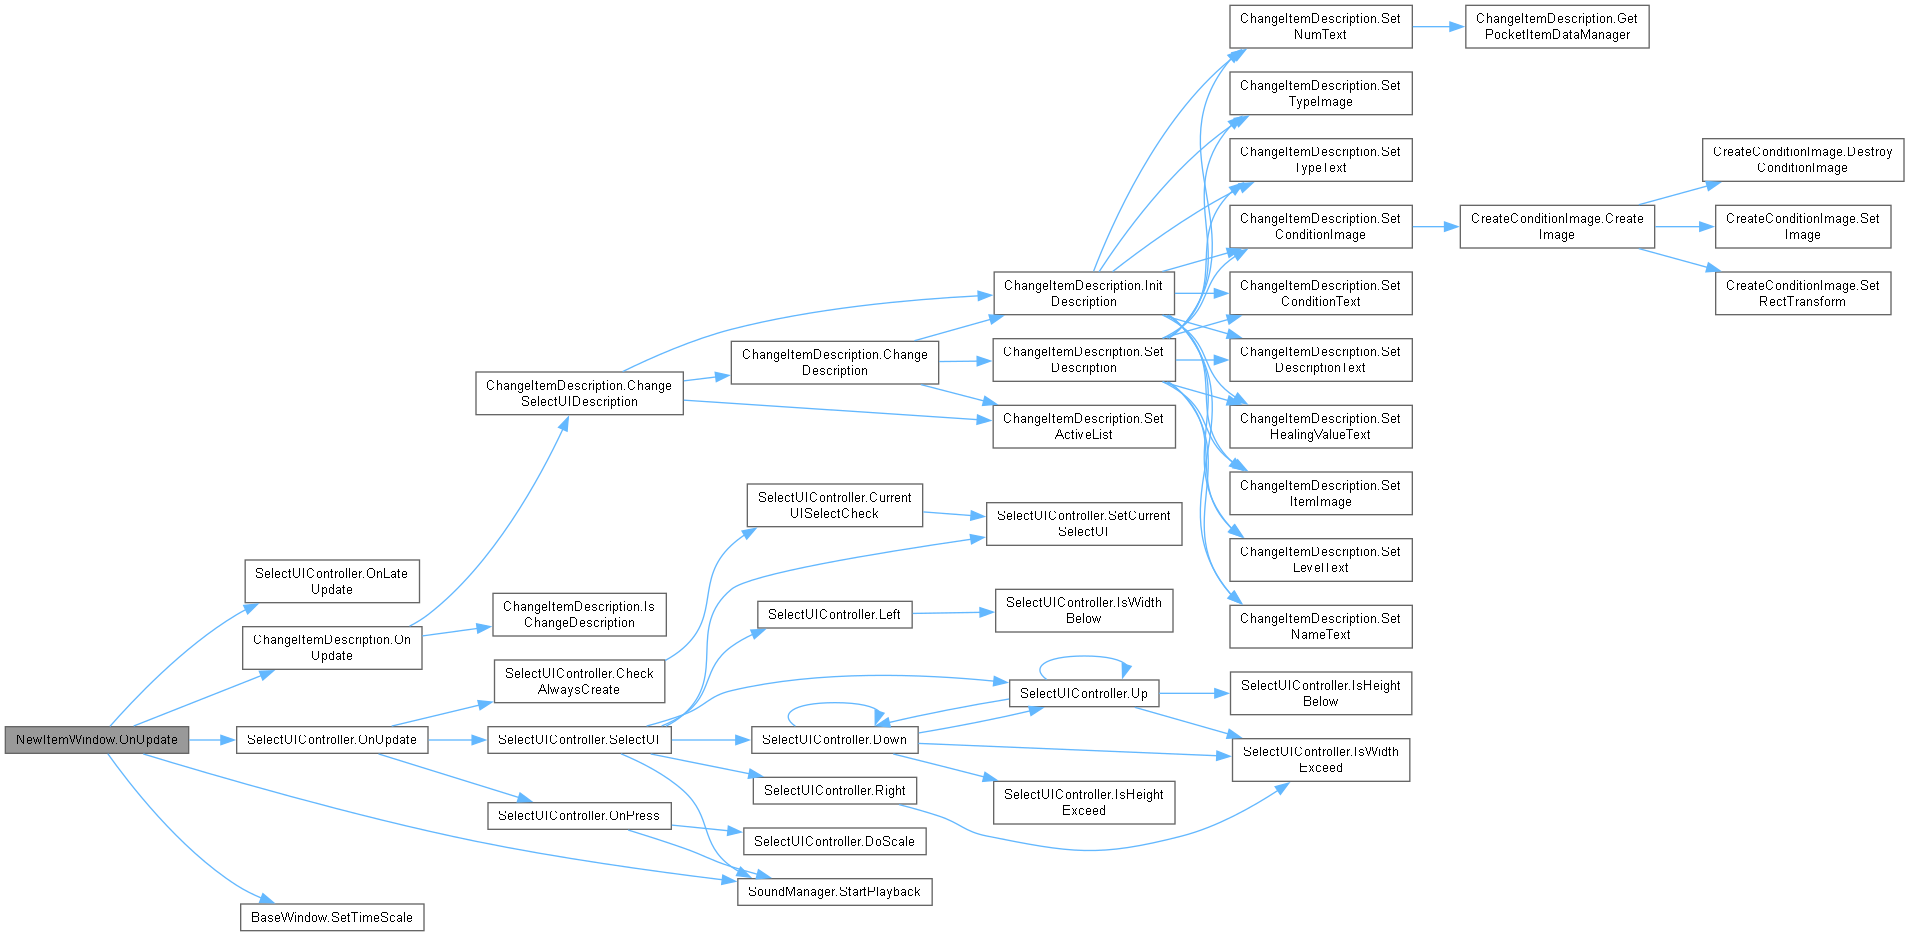 ChangeItemDescription.Set
NumText
ChangeItemDescription.Get
PocketItemDataManager
ChangeItemDescription.Set
TypeImage
ChangeItemDescription.Set
TypeText
CreateConditionImage.Destroy
ConditionImage
ChangeItemDescription.Set
ConditionImage
CreateConditionImage.Create
Image
CreateConditionImage.Set
Image
ChangeItemDescription.Init
Description
ChangeItemDescription.Set
ConditionText
CreateConditionImage.Set
RectTransform
ChangeItemDescription.Change
Description
ChangeItemDescription.Set
Description
ChangeItemDescription.Set
DescriptionText
ChangeItemDescription.Change
SelectUIDescription
ChangeItemDescription.Set
ActiveList
ChangeItemDescription.Set
HealingValueText
ChangeItemDescription.Set
ItemImage
SelectUIController.Current
UISelectCheck
SelectUIController.SetCurrent
SelectUI
ChangeItemDescription.Set
LevelText
SelectUIController.OnLate
Update
ChangeItemDescription.Is
ChangeDescription
SelectUIController.Left
SelectUIController.IsWidth
Below
ChangeItemDescription.Set
NameText
ChangeItemDescription.On
Update
SelectUIController.Check
AlwaysCreate
SelectUIController.Up
SelectUIController.IsHeight
Below
NewItemWindow.OnUpdate
SelectUIController.OnUpdate
SelectUIController.SelectUI
SelectUIController.Down
SelectUIController.IsWidth
Exceed
SelectUIController.Right
SelectUIController.IsHeight
Exceed
SelectUIController.OnPress
SelectUIController.DoScale
SoundManager.StartPlayback
BaseWindow.SetTimeScale